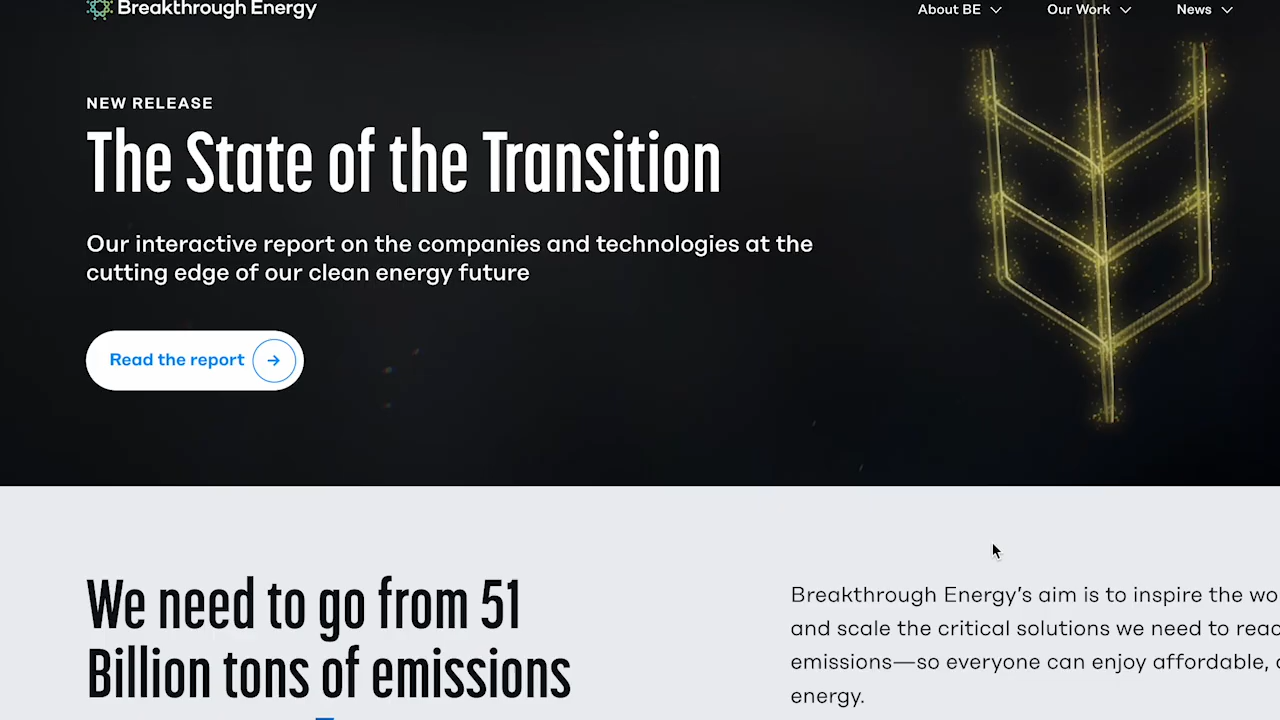 Breakthrough Energy
About BE
Our Work
News
NEW RELEASE
The State of the Transition
Our interactive report on the companies and technologies at the
cutting edge of our clean energy future
Read the report
We need to go from 51
Billion tons of emissions
Breakthrough Energy’s aim is to inspire the
and scale the critical solutions we need to
emissions—so everyone can enjoy affordable,
energy.